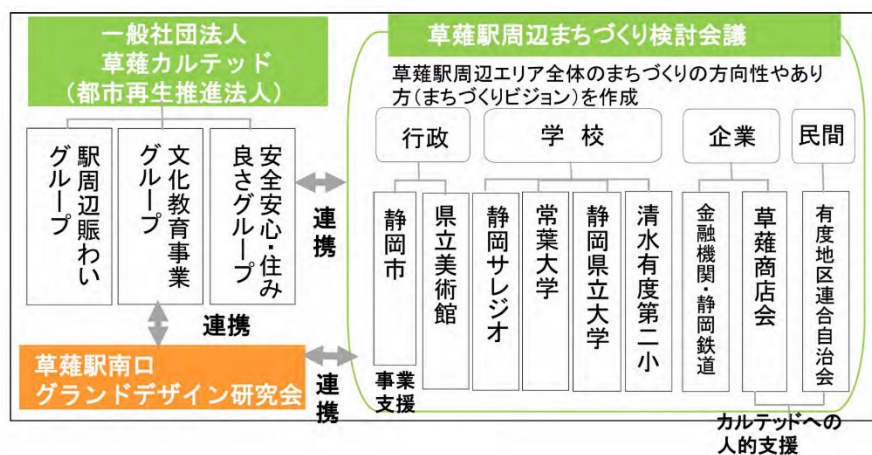 一般社団法人
草薙カルテッド
(都市再生推進法人)
駅周辺賑わい
グループ
文化教育事業
グループ
安全安心・住み
良さグループ
連携
連携
草薙駅南口
グランドデザイン研究会
連携
草薙駅周辺まちづくり検討会議
草薙駅周辺エリア全体のまちづくりの方向性やあり
方(まちづくりビジョン)を作成
行政
学校
企業
民間
静岡市
県立美術館
静岡サレジオ
常葉大学
静岡県立大学
清水有度第二小
金融機関・静岡鉄道
草薙商店会
有度地区連合自治会
事業
支援
カルテッドへの
人的支援